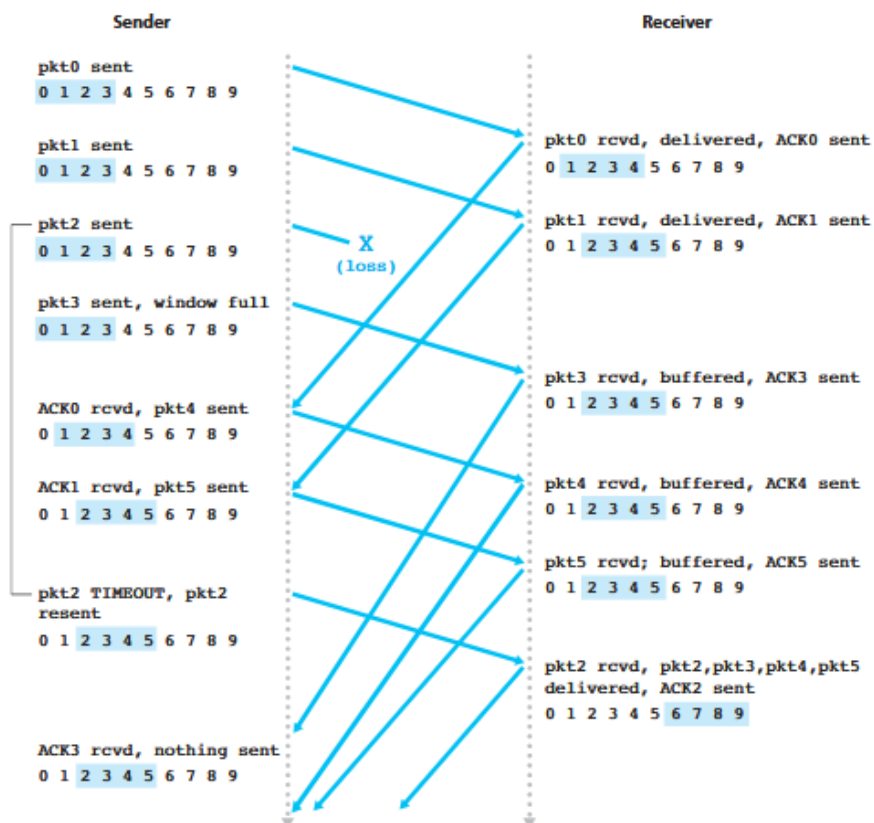 Sender
Receiver
pkt0 sent
0 1 2 3 4 5 6 7 8 9
pkt0 rcvd, delivered, ACK0 sent
0 1 2 3 4 5 6 7 8 9
pkt1 sent
0 1 2 3 4 5 6 7 8 9
pkt1 rcvd, delivered, ACK1 sent
0 1 2 3 4 5 6 7 8 9
pkt2 sent
0 1 2 3 4 5 6 7 8 9
X
(loss)
pkt3 sent, window full
0 1 2 3 4 5 6 7 8 9
pkt3 rcvd, buffered, ACK3 sent
0 1 2 3 4 5 6 7 8 9
ACK0 rcvd, pkt4 sent
0 1 2 3 4 5 6 7 8 9
pkt4 rcvd, buffered, ACK4 sent
0 1 2 3 4 5 6 7 8 9
ACK1 rcvd, pkt5 sent
0 1 2 3 4 5 6 7 8 9
pkt5 rcvd; buffered, ACK5 sent
0 1 2 3 4 5 6 7 8 9
pkt2 TIMEOUT, pkt2
resent
0 1 2 3 4 5 6 7 8 9
pkt2 rcvd, pkt2,pkt3,pkt4,pkt5
delivered, ACK2 sent
0 1 2 3 4 5 6 7 8 9
ACK3 rcvd, nothing sent
0 1 2 3 4 5 6 7 8 9